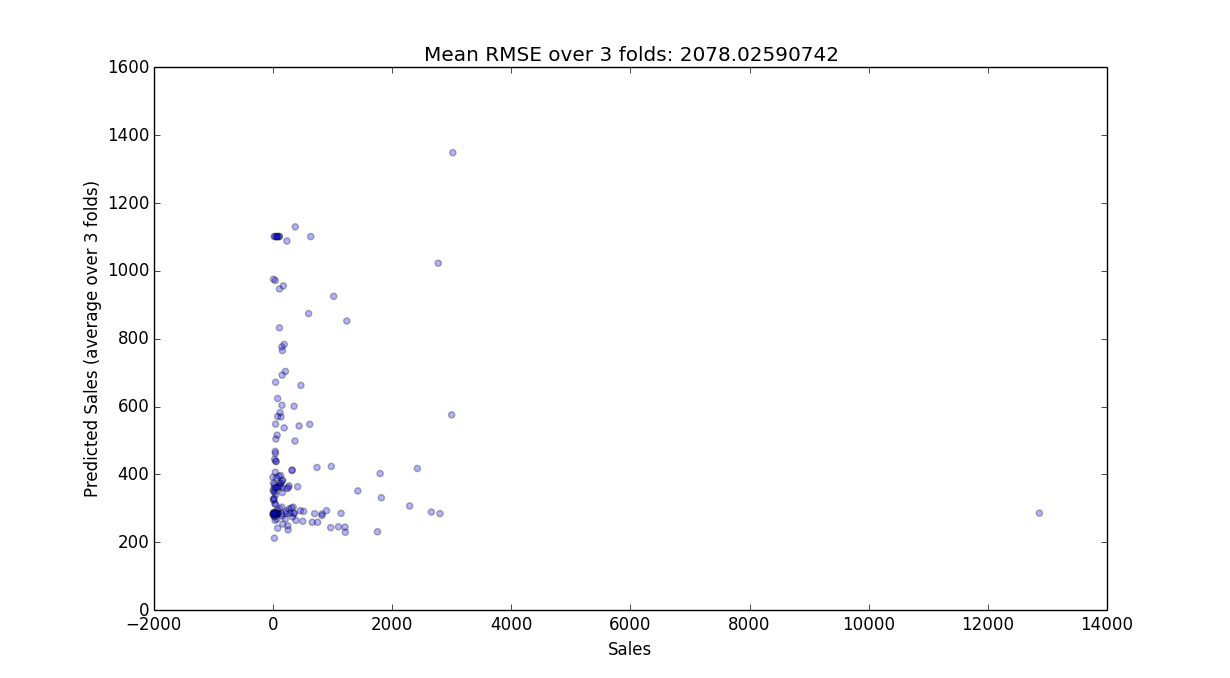 Mean RMSE over 3 folds: 2078.02590742
1600
1400
1200
1000
800
600
400
200
0
Predicted Sales (average over 3 folds)
−2000 0 2000 4000 6000 8000 10000 12000 14000
Sales